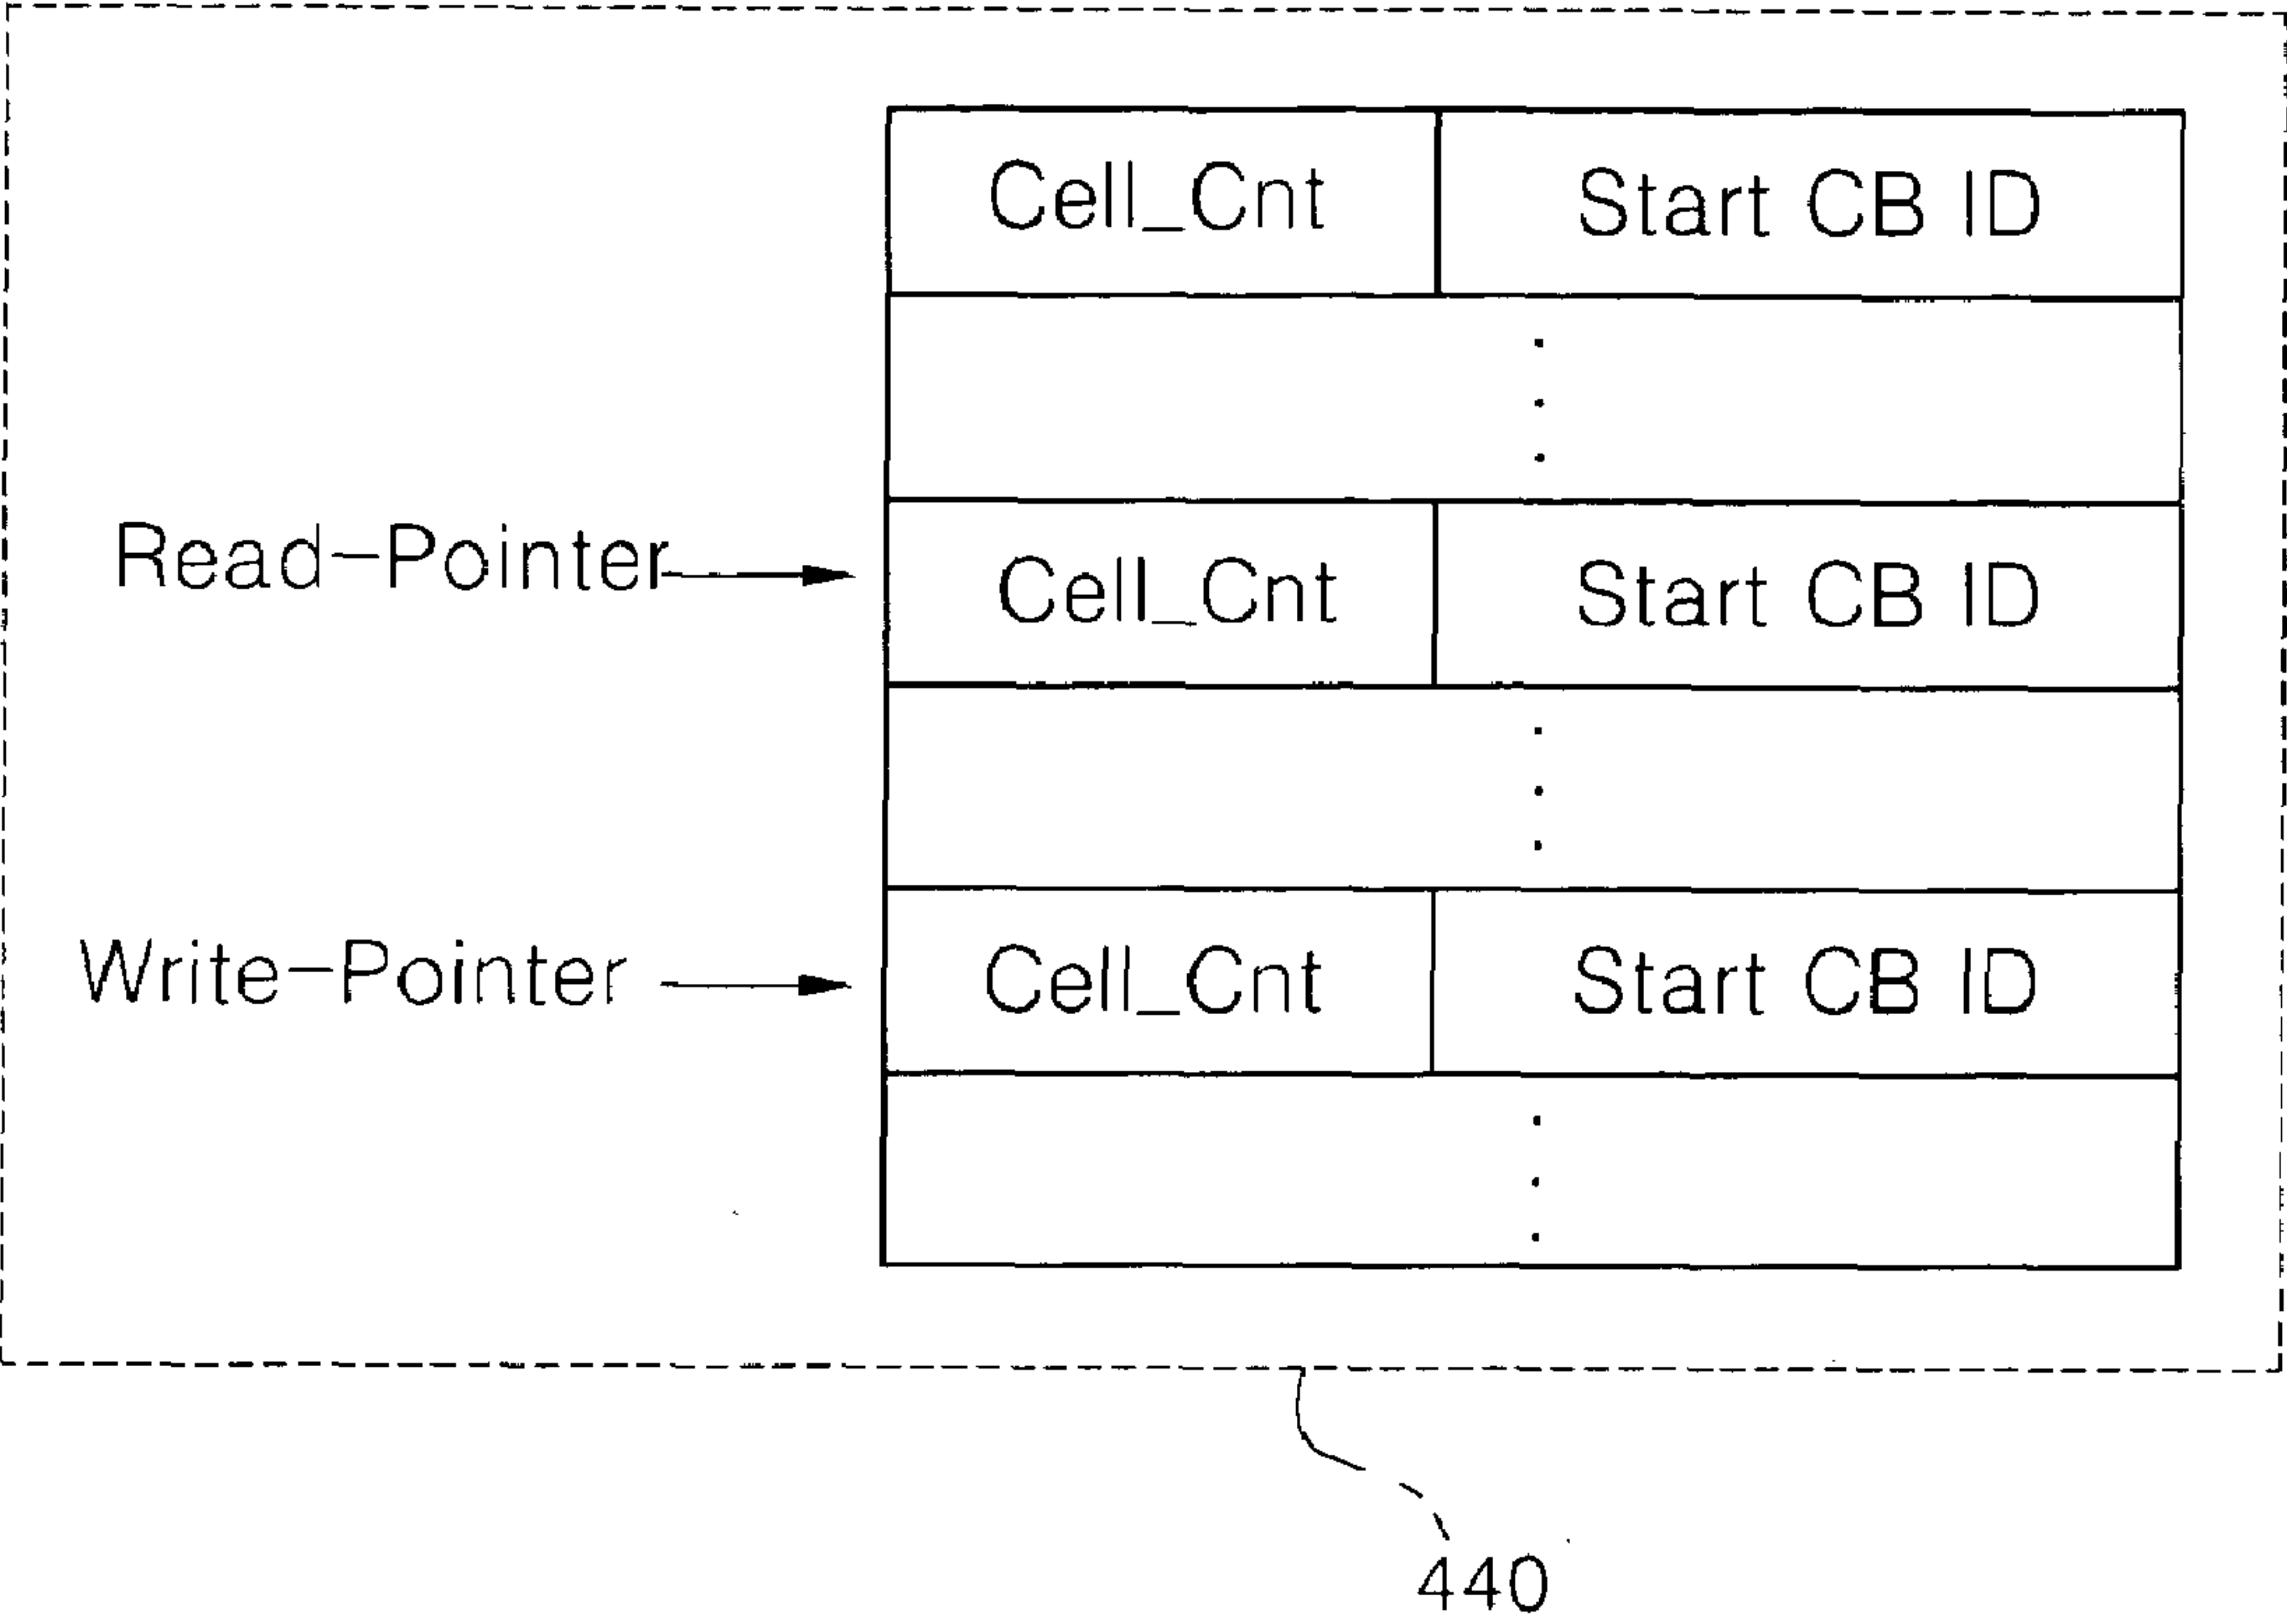 Cell_Cnt Start CB ID
Read-Pointer Cell_Cnt Start CB ID
Write-Pointer Cell_Cnt Start CB ID
440